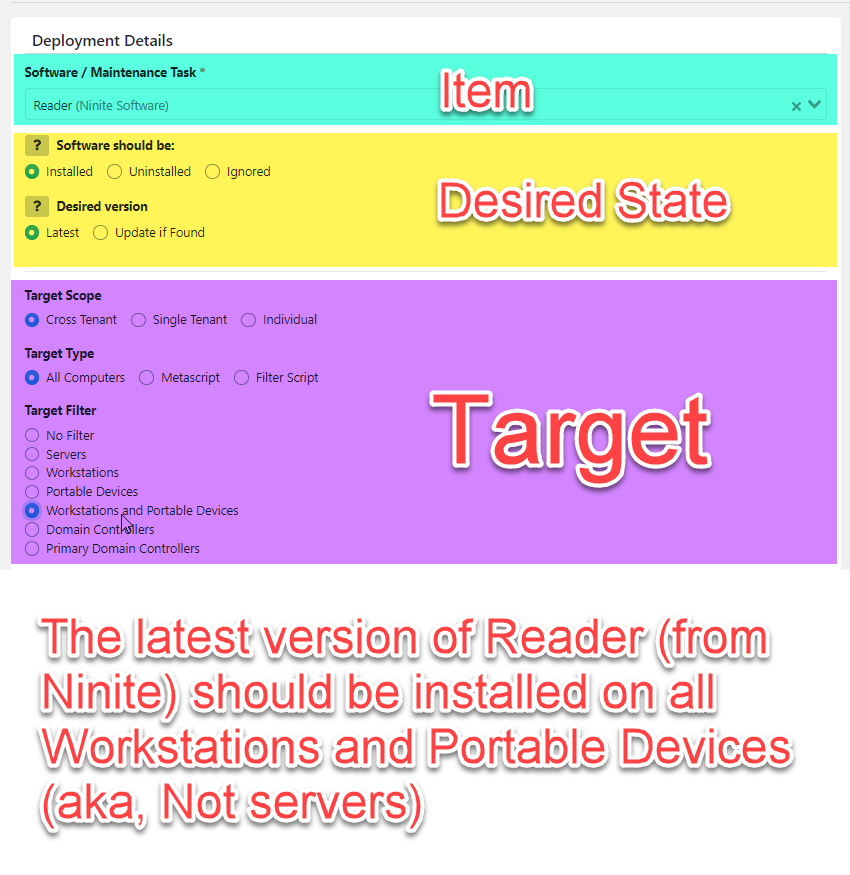 Deployment Details
Software / Maintenance Task *
Reader (Ninite Software)
Item
? Software should be:
Installed Uninstalled Ignored
Desired State
? Desired version
Latest Update if Found
Target Scope
Cross Tenant Single Tenant Individual
Target Type
All Computers Metascript Filter Script
Target
Target Filter
No Filter
Servers
Workstations
Portable Devices
Workstations and Portable Devices
Domain Controllers
Primary Domain Controllers
The latest version of Reader (from
Ninite) should be installed on all
Workstations and Portable Devices
(aka, Not servers)